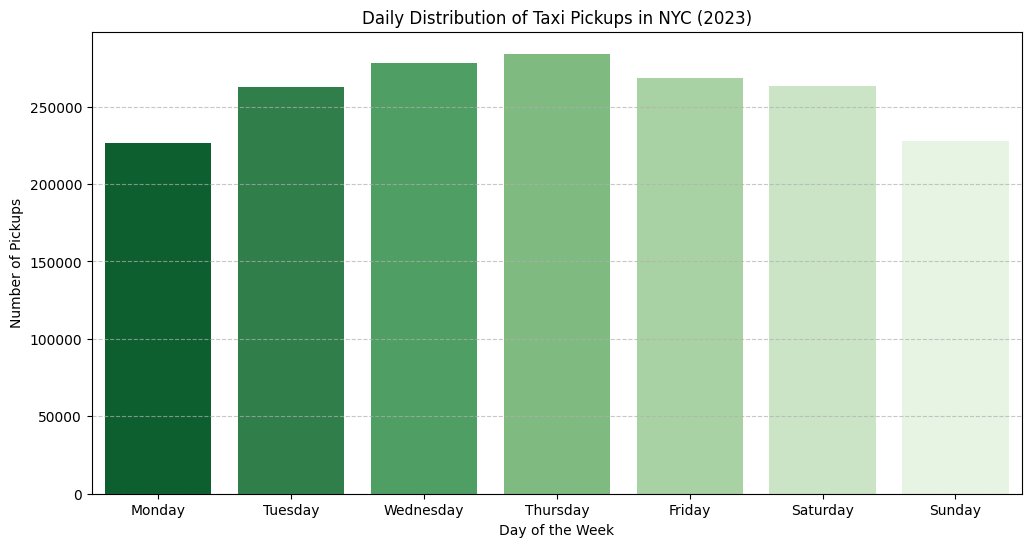 Daily Distribution of Taxi Pickups in NYC (2023)
Number of Pickups
250000
200000
150000
100000
50000
0
Monday Tuesday Wednesday Thursday Friday Saturday Sunday
Day of the Week